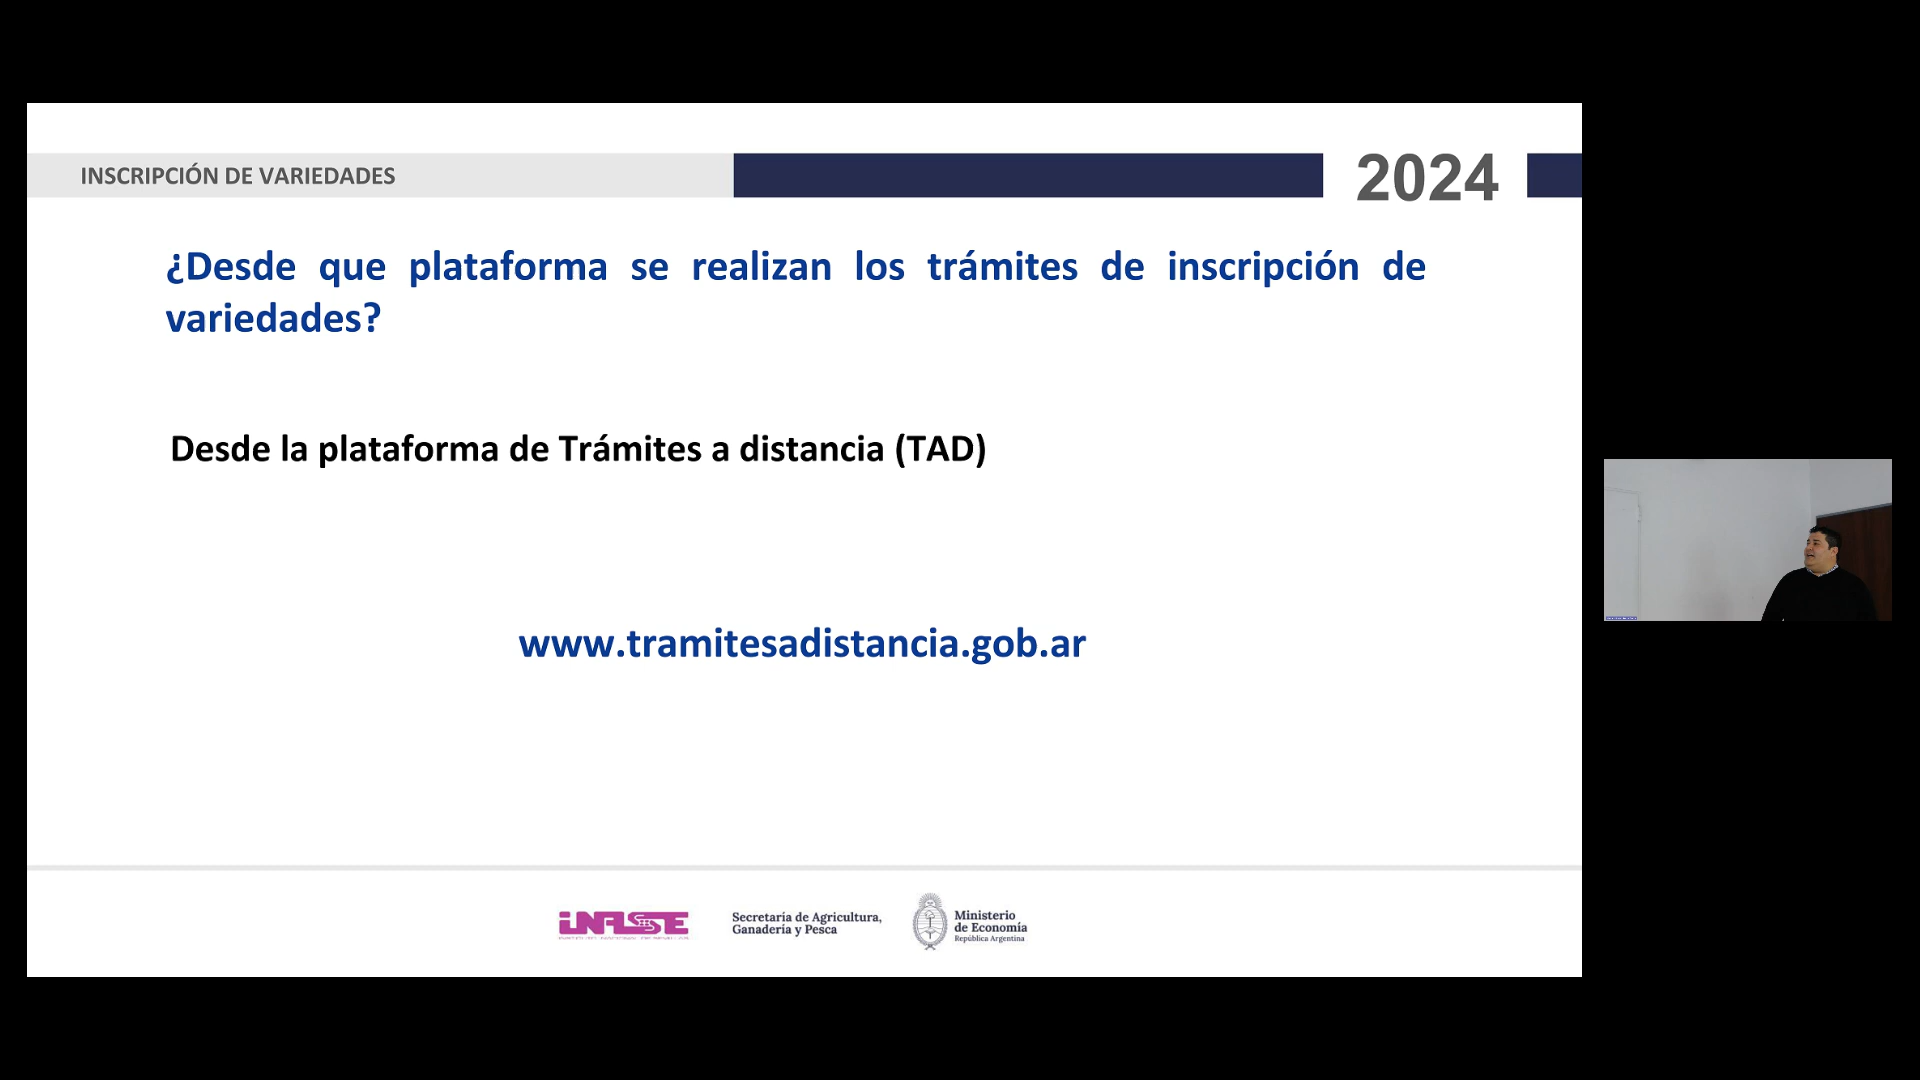 INSCRIPCIÓN DE VARIEDADES
2024
¿Desde que plataforma se realizan los trámites de inscripción de
variedades?
Desde la plataforma de Trámites a distancia (TAD)
www.tramitesadistancia.gob.ar
INASE
Secretaría de Agricultura,
Ganadería y Pesca
Ministerio
de Economía
República Argentina